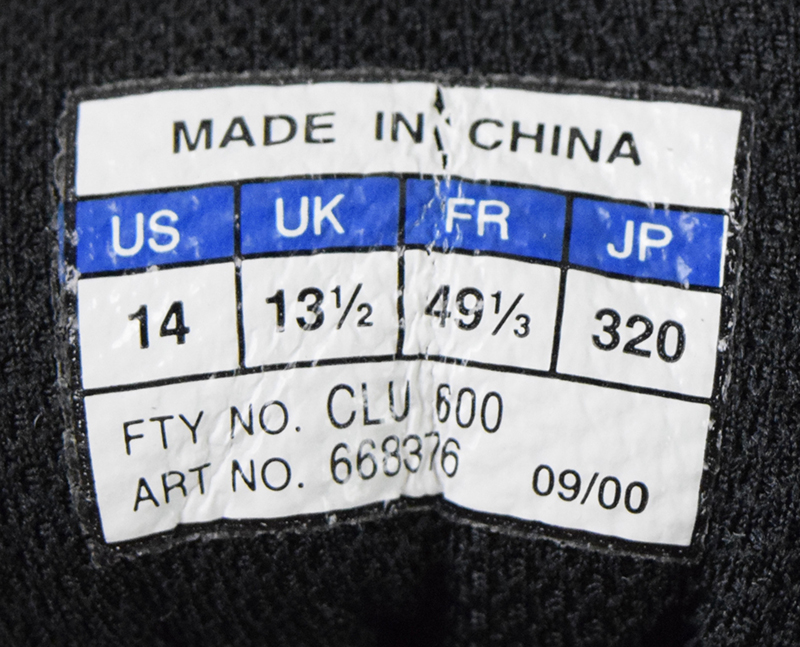 MADE IN CHINA
US UK FR JP
14 13½ 49⅓ 320
FTY NO. CLU 600
ART NO. 668376 09/00